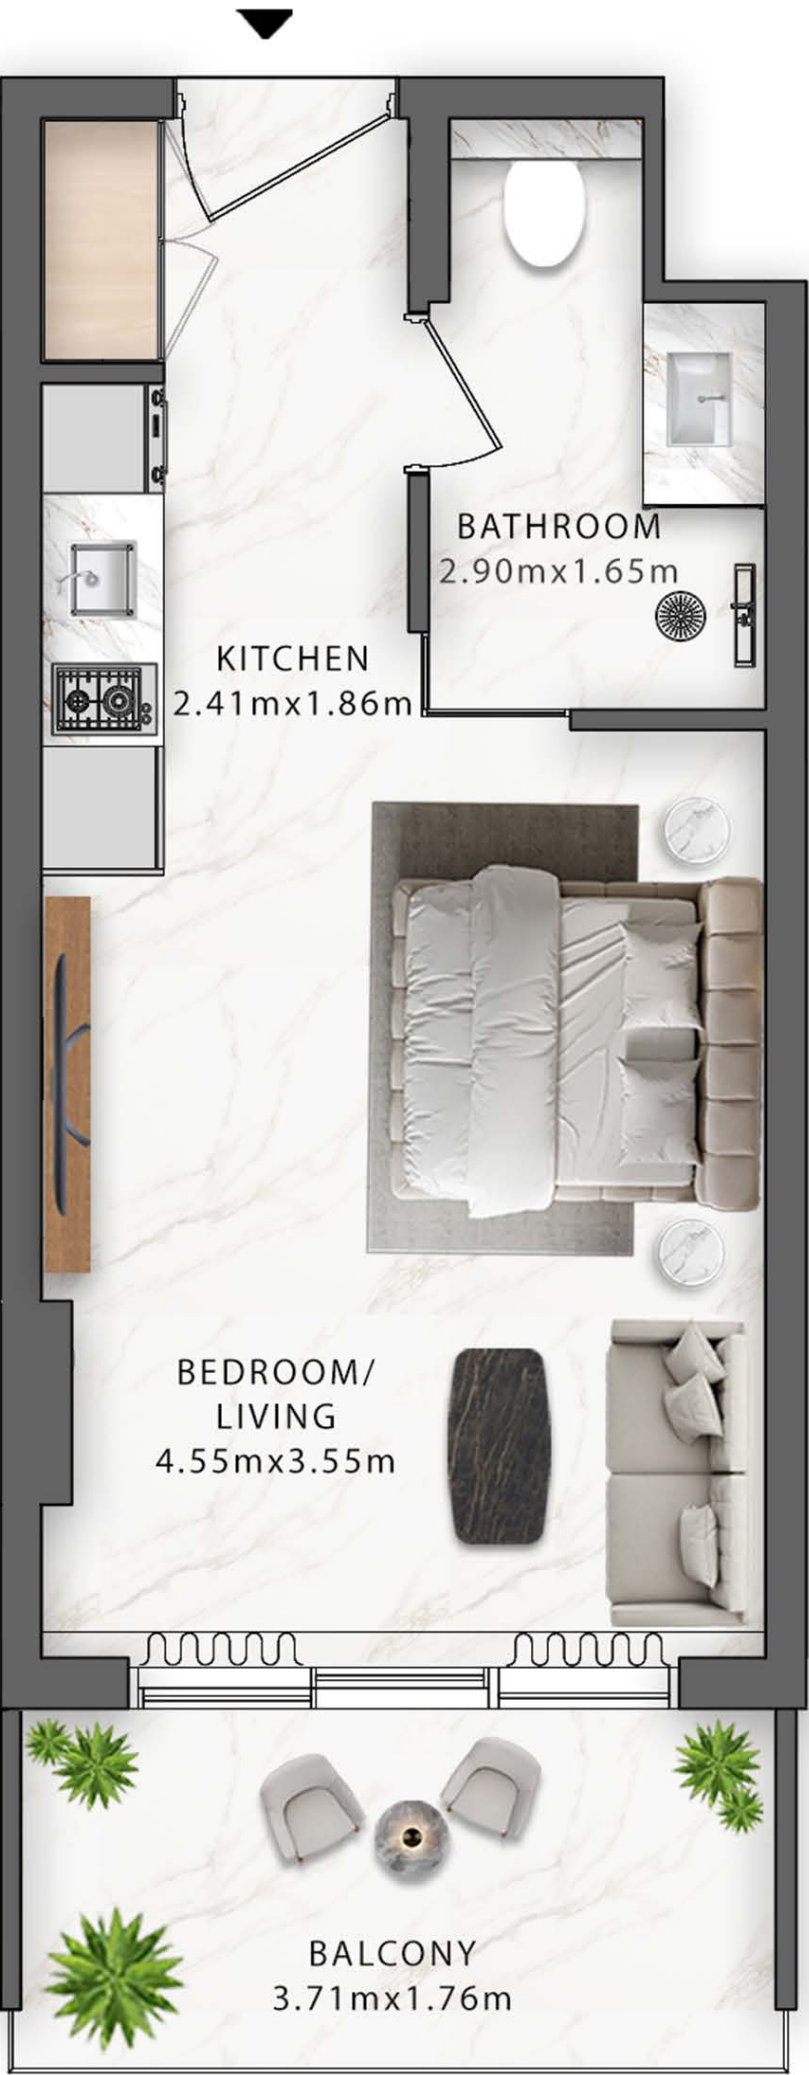 BATHROOM
2.90mx1.65m
KITCHEN
2.41mx1.86m
BEDROOM/
LIVING
4.55mx3.55m
BALCONY
3.71mx1.76m